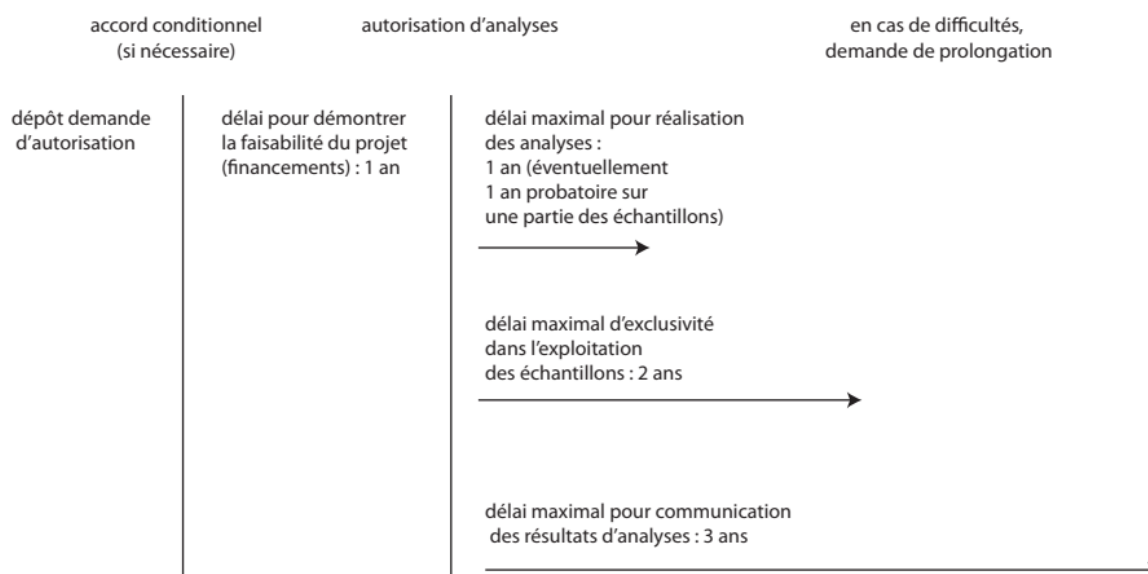 accord conditionnel
(si nécessaire)
autorisation d'analyses
en cas de difficultés,
demande de prolongation
dépôt demande
d'autorisation
délai pour démontrer
la faisabilité du projet
(financements) : 1 an
délai maximal pour réalisation
des analyses :
1 an (éventuellement
1 an probatoire sur
une partie des échantillons)
délai maximal d'exclusivité
dans l'exploitation
des échantillons : 2 ans
délai maximal pour communication
des résultats d'analyses : 3 ans